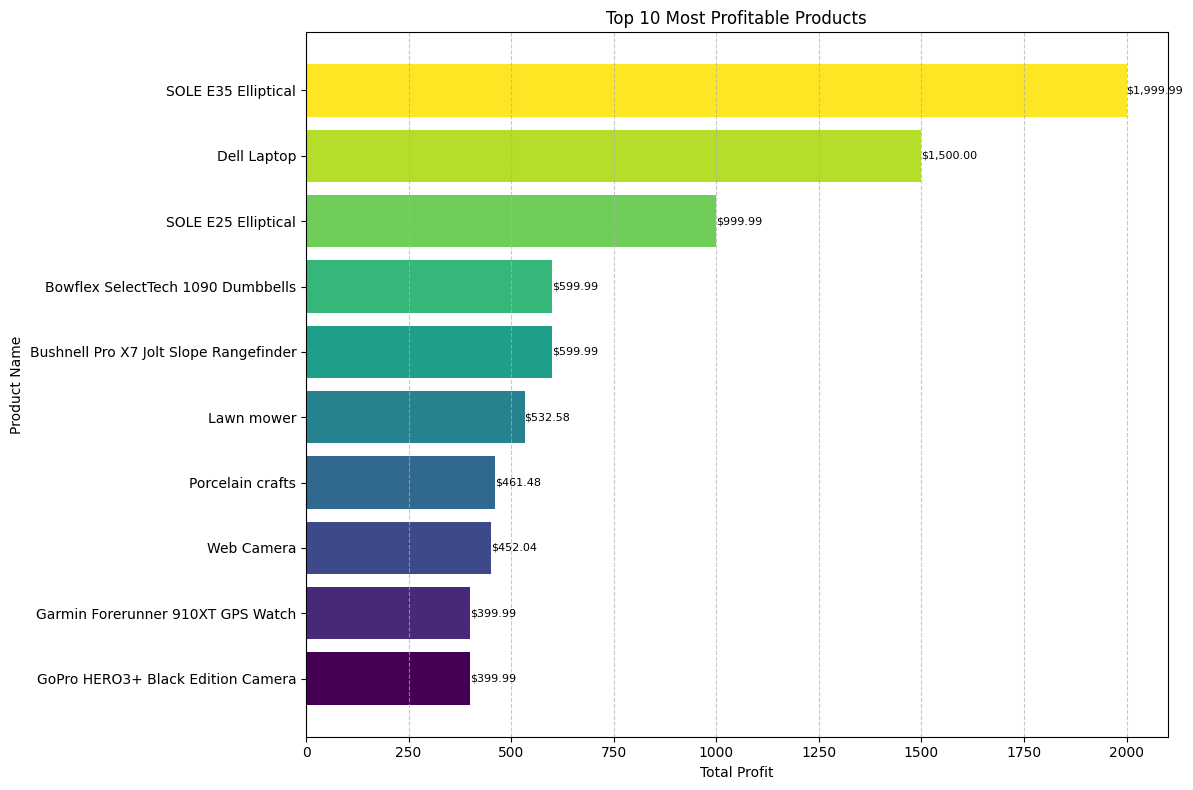 Top 10 Most Profitable Products
Product Name
SOLE E35 Elliptical
$1,999.99
Dell Laptop
$1,500.00
SOLE E25 Elliptical
$999.99
Bowflex SelectTech 1090 Dumbbells
$599.99
Bushnell Pro X7 Jolt Slope Rangefinder
$599.99
Lawn mower
$532.58
Porcelain crafts
$461.48
Web Camera
$452.04
Garmin Forerunner 910XT GPS Watch
$399.99
GoPro HERO3+ Black Edition Camera
$399.99
0 250 500 750 1000 1250 1500 1750 2000
Total Profit